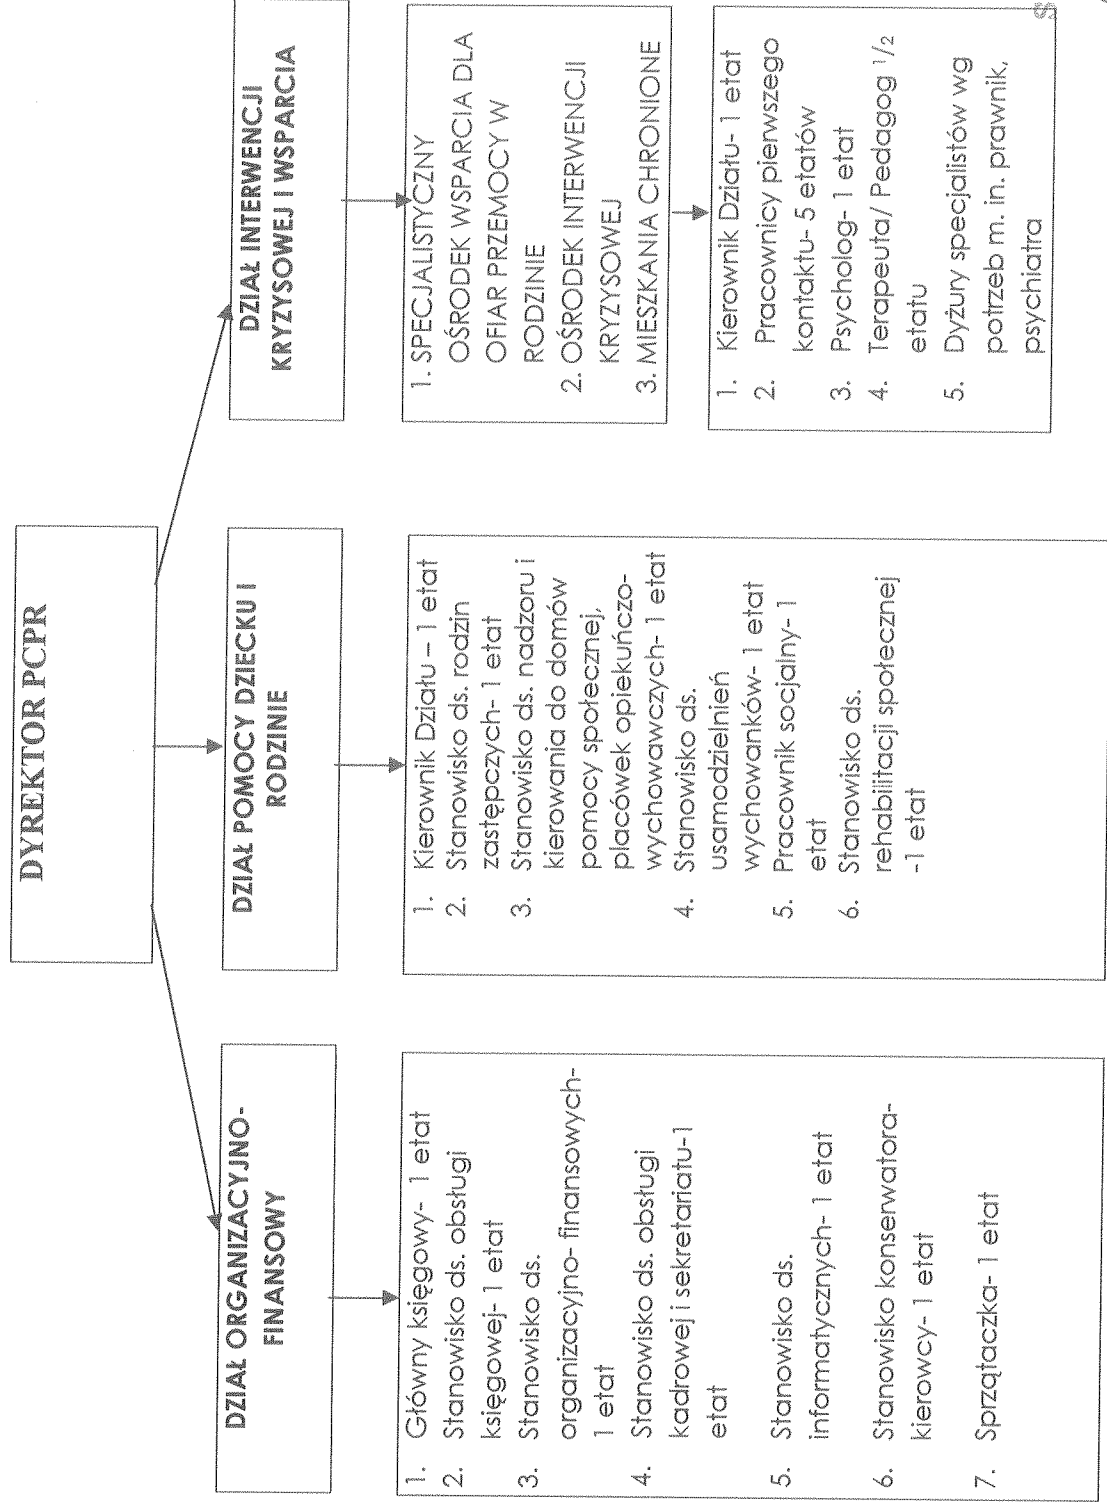 DYREKTOR PCPR
DZIAŁ ORGANIZACYJNO-
FINANSOWY
1. Główny księgowy- 1 etat
2. Stanowisko ds. obsługi
księgowej- 1 etat
3. Stanowisko ds.
organizacyjno- finansowych-
1 etat
4. Stanowisko ds. obsługi
kadrowej i sekretariatu-1
etat
5. Stanowisko ds.
informatycznych- 1 etat
6. Stanowisko konserwatora-
kierowcy- 1 etat
7. Sprzątaczka- 1 etat
DZIAŁ POMOCY DZIECKU I
RODZINIE
1. Kierownik Działu – 1 etat
2. Stanowisko ds. rodzin
zastępczych- 1 etat
3. Stanowisko ds. nadzoru i
kierowania do domów
pomocy społecznej,
placówek opiekuńczo-
wychowawczych- 1 etat
4. Stanowisko ds.
usamodzielnień
wychowanków- 1 etat
5. Pracownik socjalny- 1
etat
6. Stanowisko ds.
rehabilitacji społecznej
-1 etat
DZIAŁ INTERWENCJI
KRYZYSOWEJ I WSPARCIA
1. SPECJALISTYCZNY
OŚRODEK WSPARCIA DLA
OFIAR PRZEMOCY W
RODZINIE
2. OŚRODEK INTERWENCJI
KRYZYSOWEJ
3. MIESZKANIA CHRONIONE
1. Kierownik Działu- 1 etat
2. Pracownicy pierwszego
kontaktu- 5 etatów
3. Psycholog- 1 etat
4. Terapeuta/ Pedagog 1/2
etatu
5. Dyżury specjalistów wg
potrzeb m. in. prawnik,
psychiatra
S